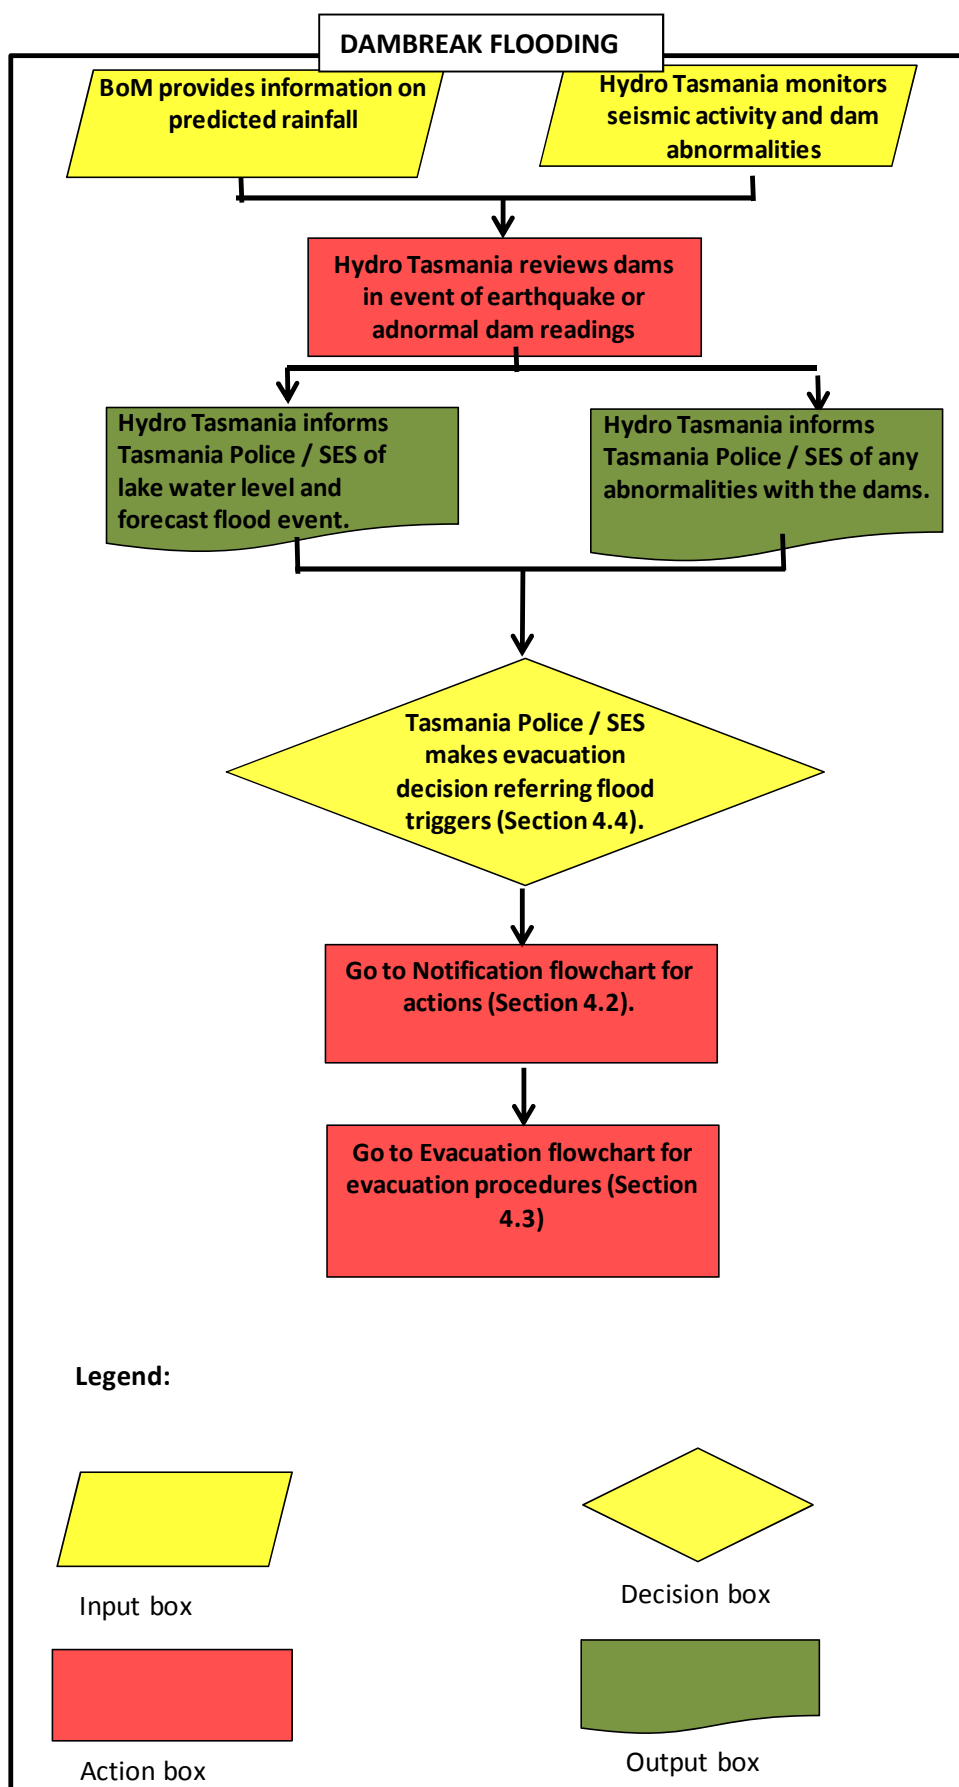 DAMBREAK FLOODING
BoM provides information on
predicted rainfall
Hydro Tasmania monitors
seismic activity and dam
abnormalities
Hydro Tasmania reviews dams
in event of earthquake or
adnormal dam readings
Hydro Tasmania informs
Tasmania Police / SES of
lake water level and
forecast flood event.
Hydro Tasmania informs
Tasmania Police / SES of any
abnormalities with the dams.
Tasmania Police / SES
makes evacuation
decision referring flood
triggers (Section 4.4).
Go to Notification flowchart for
actions (Section 4.2).
Go to Evacuation flowchart for
evacuation procedures (Section
4.3)
Legend:
Input box
Decision box
Action box
Output box